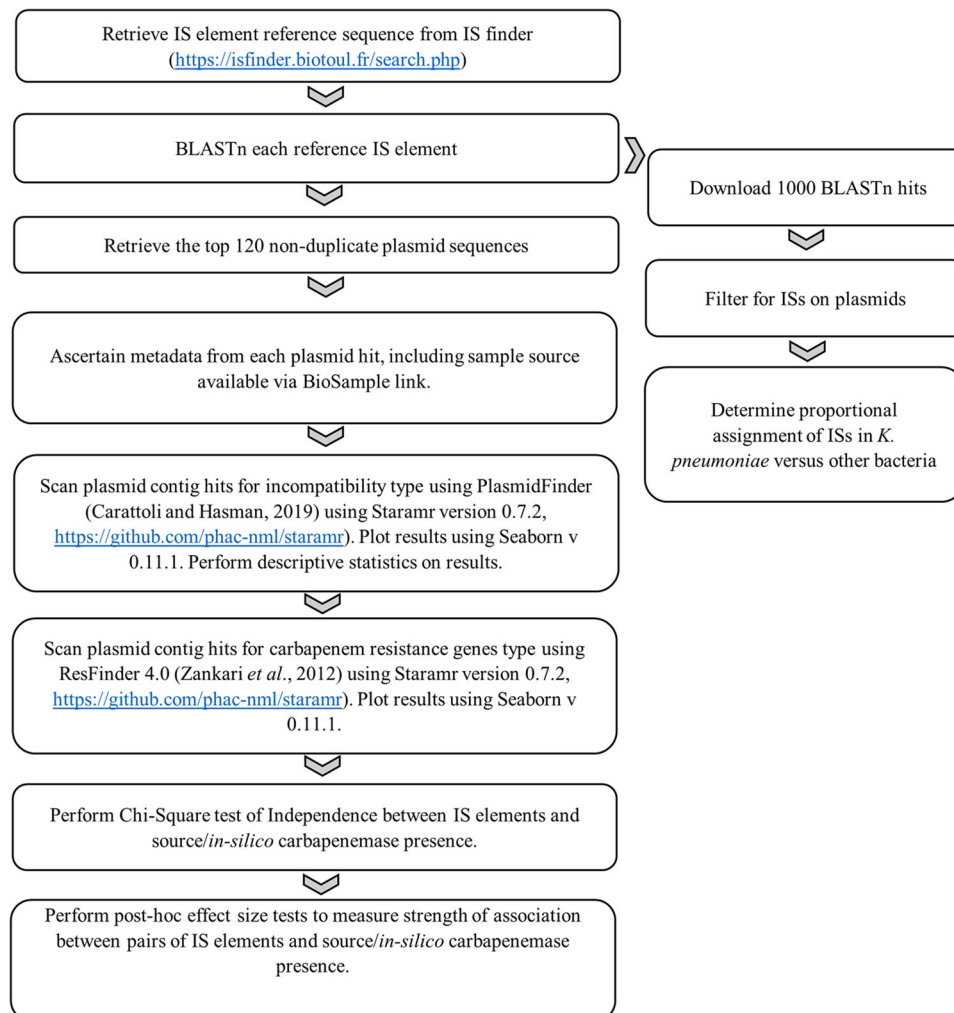 Retrieve IS element reference sequence from IS finder
(https://isfinder.biotoul.fr/search.php)
BLASTn each reference IS element
Retrieve the top 120 non-duplicate plasmid sequences
Ascertain metadata from each plasmid hit, including sample source
available via BioSample link.
Scan plasmid contig hits for incompatibility type using PlasmidFinder
(Carattoli and Hasman, 2019) using Staramr version 0.7.2,
https://github.com/phac-nml/staramr). Plot results using Seaborn v
0.11.1. Perform descriptive statistics on results.
Scan plasmid contig hits for carbapenem resistance genes type using
ResFinder 4.0 (Zankari et al., 2012) using Staramr version 0.7.2,
https://github.com/phac-nml/staramr). Plot results using Seaborn v
0.11.1.
Perform Chi-Square test of Independence between IS elements and
source/in-silico carbapenemase presence.
Perform post-hoc effect size tests to measure strength of association
between pairs of IS elements and source/in-silico carbapenemase
presence.
Download 1000 BLASTn hits
Filter for ISs on plasmids
Determine proportional
assignment of ISs in K.
pneumoniae versus other bacteria